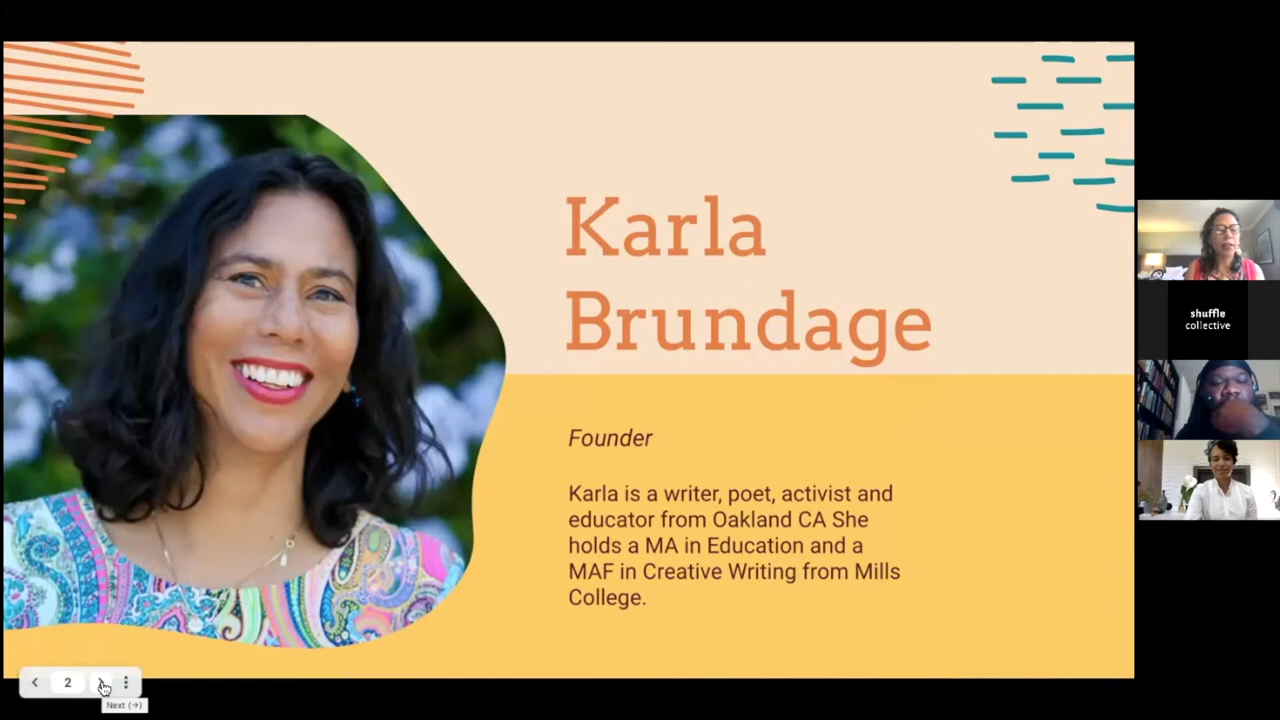 Karla
Brundage
Founder
Karla is a writer, poet, activist and
educator from Oakland CA She
holds a MA in Education and a
MAF in Creative Writing from Mills
College.
shuffle
collective
2
Next (→)